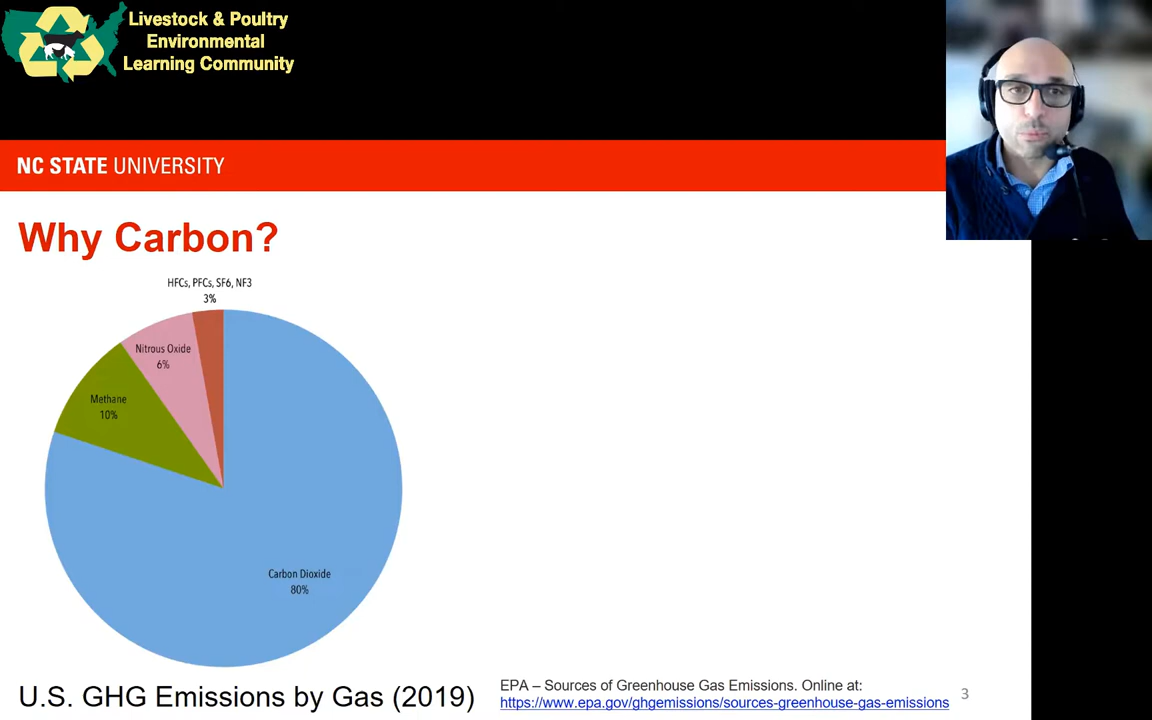 Livestock & Poultry
Environmental
Learning Community
NC STATE UNIVERSITY
Why Carbon?
HFCs, PFCs, SF6, NF3
3%
Nitrous Oxide
6%
Methane
10%
Carbon Dioxide
80%
U.S. GHG Emissions by Gas (2019)
EPA – Sources of Greenhouse Gas Emissions. Online at:
https://www.epa.gov/ghgemissions/sources-greenhouse-gas-emissions
3